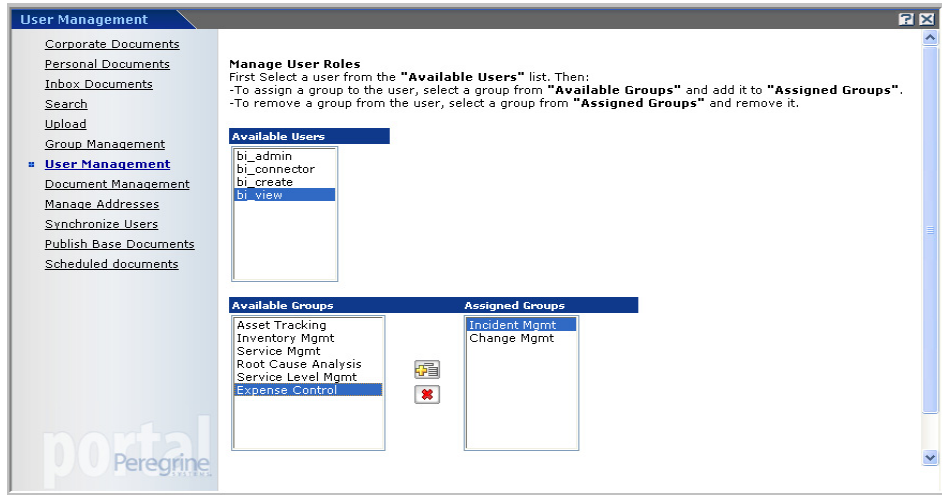 User Management
Corporate Documents
Personal Documents
Inbox Documents
Search
Upload
Group Management
User Management
Document Management
Manage Addresses
Synchronize Users
Publish Base Documents
Scheduled documents
portal
Peregrine
SYSTEMS
Manage User Roles
First Select a user from the "Available Users" list. Then:
-To assign a group to the user, select a group from "Available Groups" and add it to "Assigned Groups".
-To remove a group from the user, select a group from "Assigned Groups" and remove it.
Available Users
bi_admin
bi_connector
bi_create
bi_view
Available Groups
Asset Tracking
Inventory Mgmt
Service Mgmt
Root Cause Analysis
Service Level Mgmt
Expense Control
Assigned Groups
Incident Mgmt
Change Mgmt